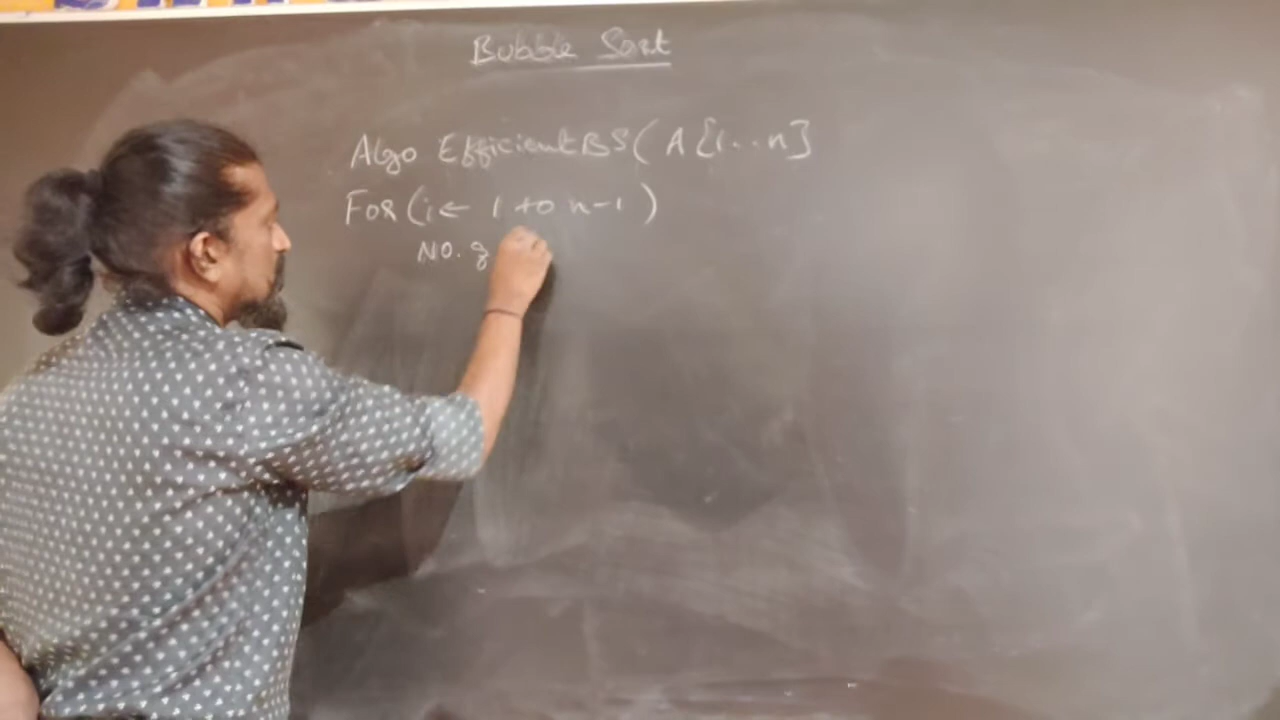 Bubble Sort
Algo EfficientBS( A[1...n]
For (i ← 1 to n-1 )
No.